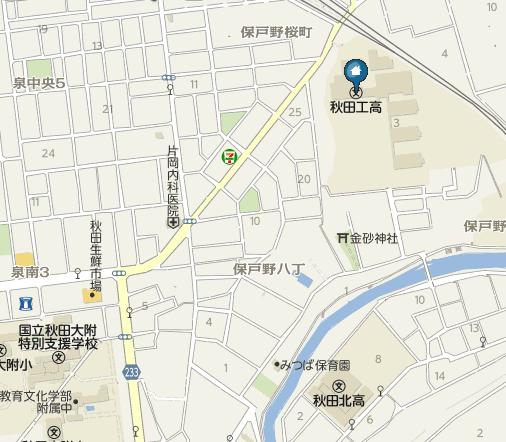 保戸野桜町
泉中央5
11
秋田工高
25
3
11
24
7
片岡内科医院
20
10
秋田生鮮市場
金砂神社
保戸野
泉南3
保戸野八丁
14
10
5
13
4
国立秋田大附
特別支援学校
大附小
233
みつば保育園
8
1
14
教育文化学部
附属中
秋田北高
6
2